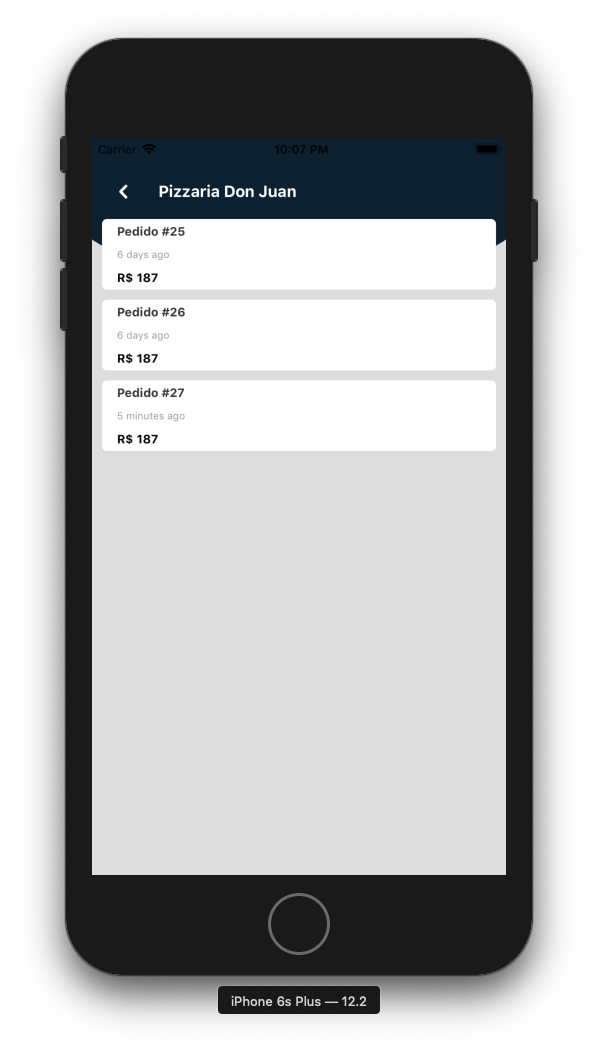 Carrier 10:07 PM
Pizzaria Don Juan
Pedido #25
6 days ago
R$ 187
Pedido #26
6 days ago
R$ 187
Pedido #27
5 minutes ago
R$ 187
iPhone 6s Plus — 12.2